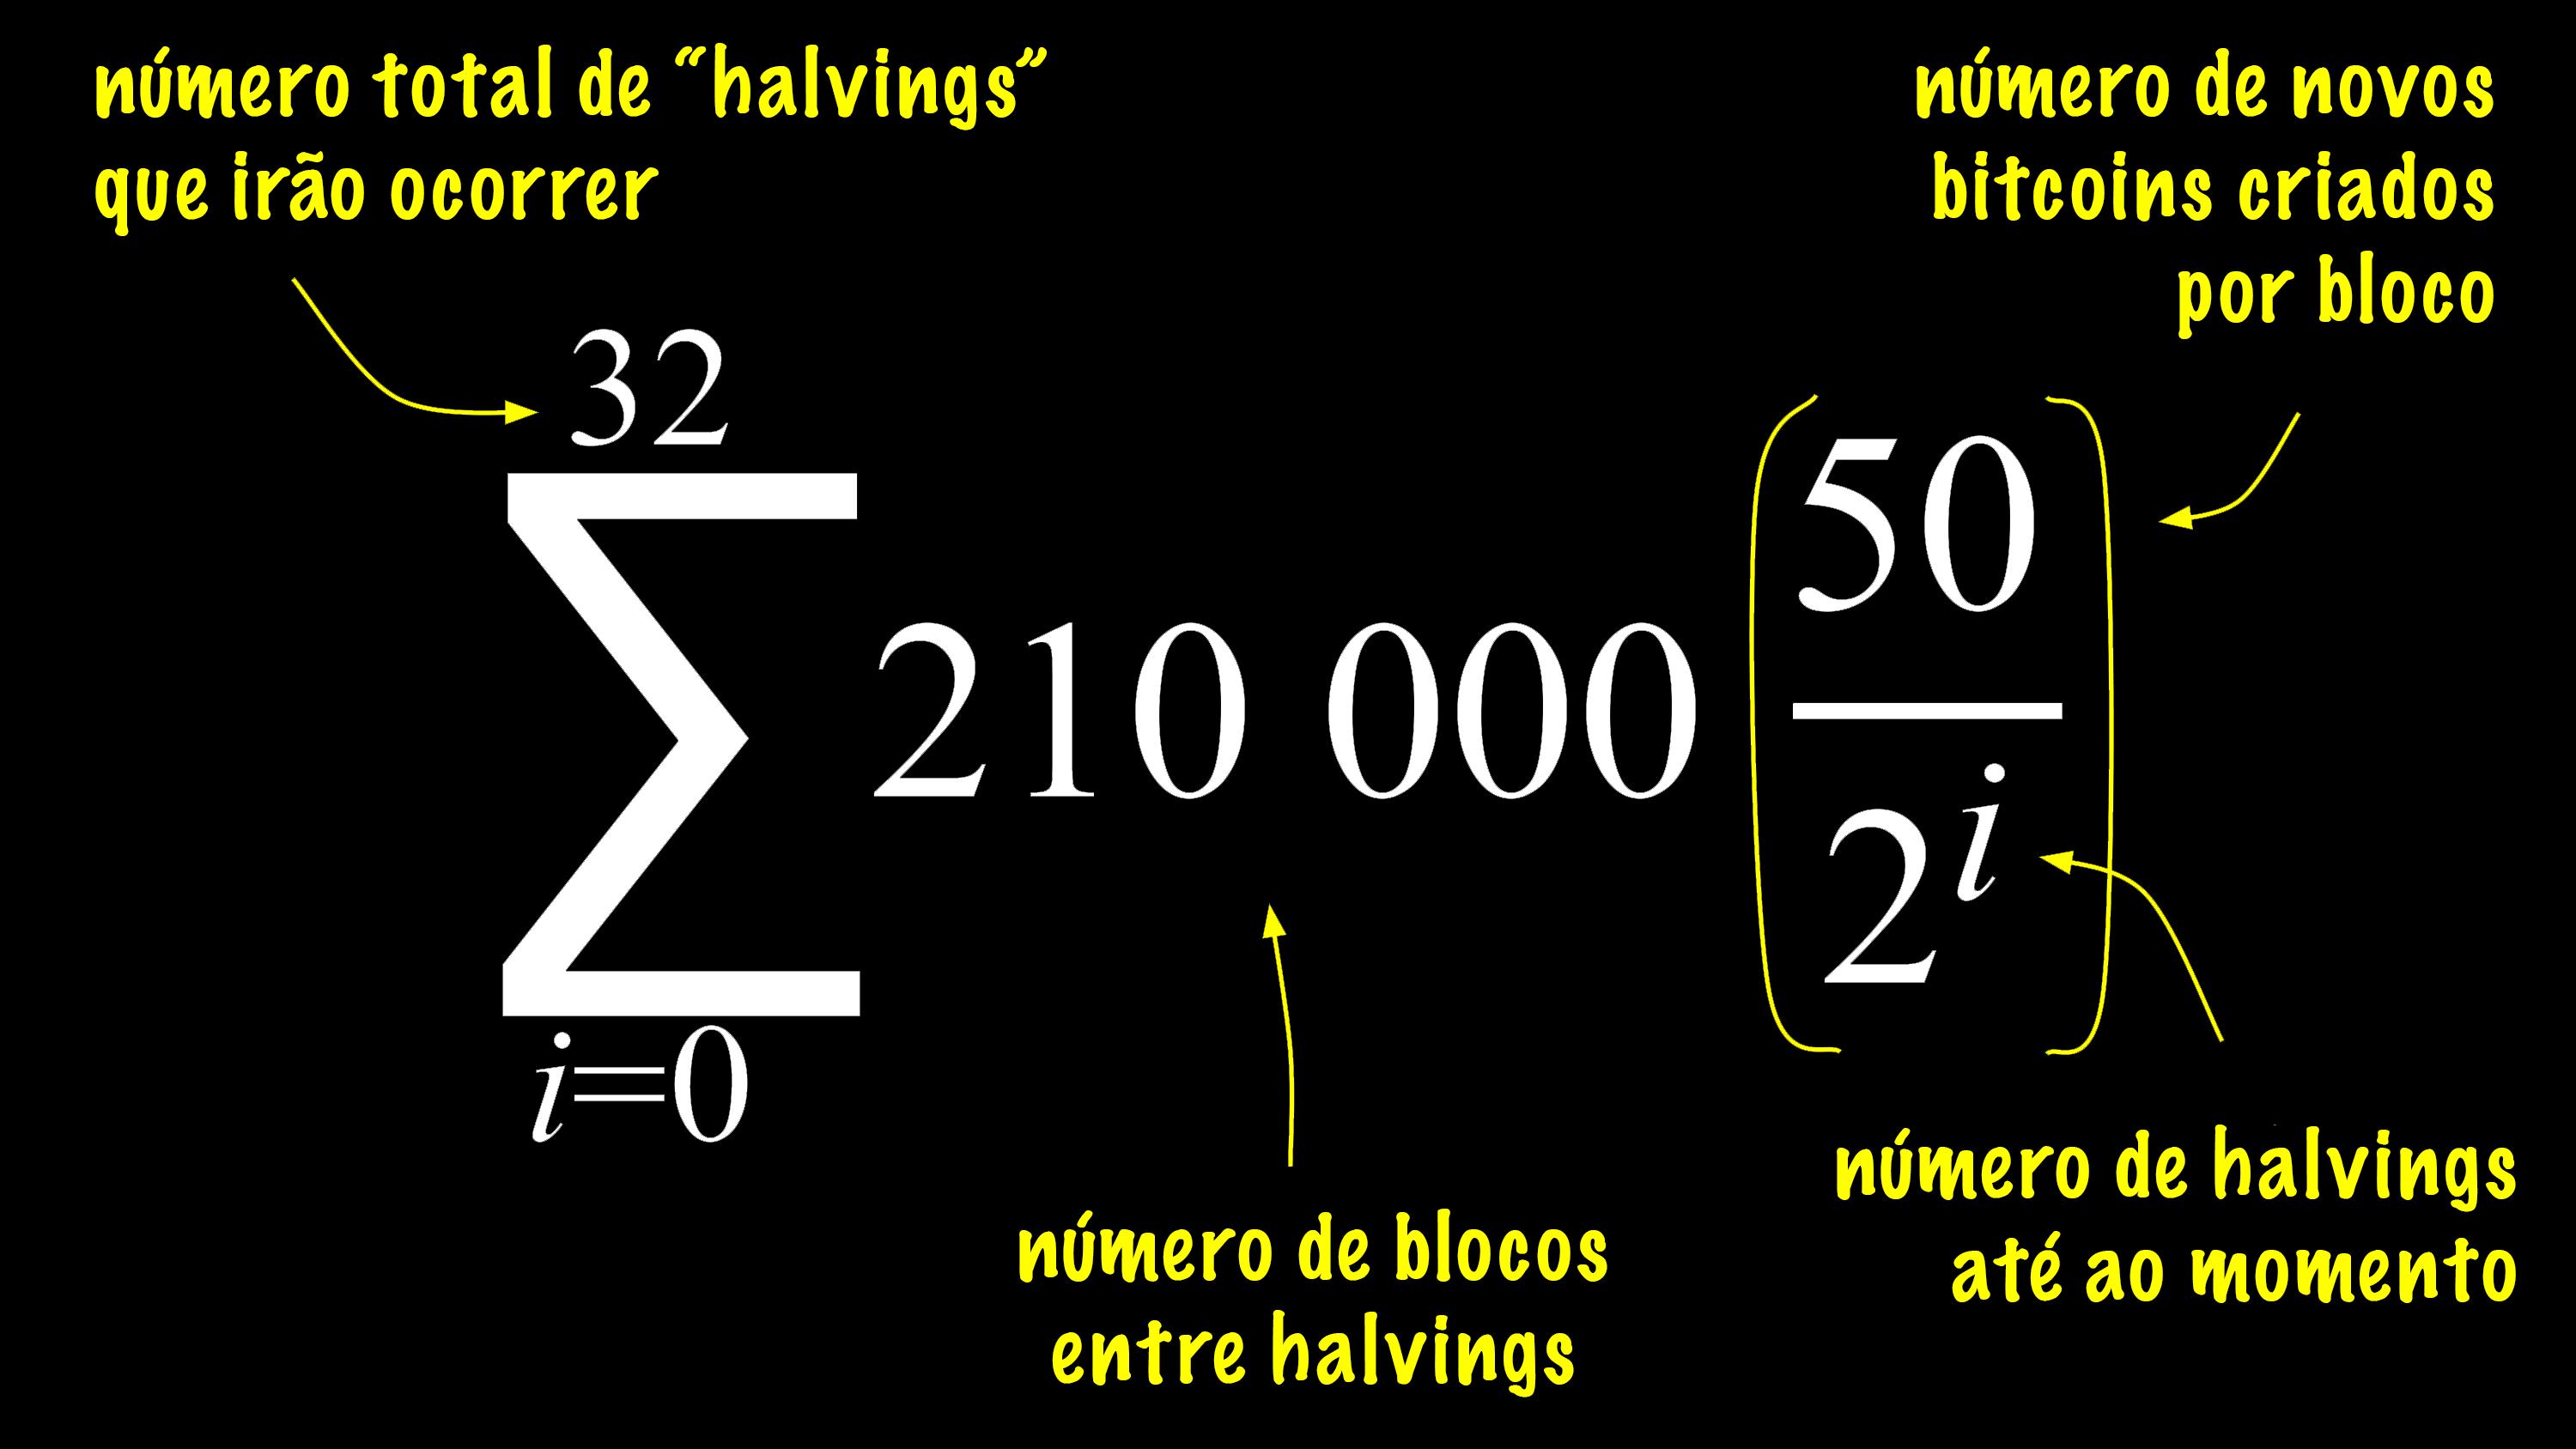 número total de “halvings”
que irão ocorrer
número de novos
bitcoins criados
por bloco
32
∑
i=0
210 000
50
2^i
número de blocos
entre halvings
número de halvings
até ao momento